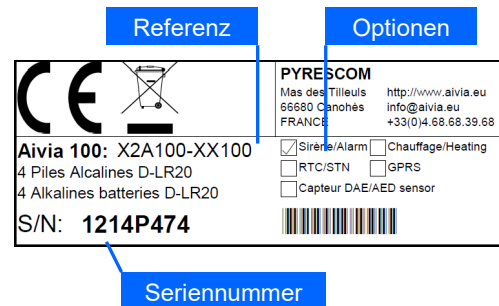 Referenz
Optionen
CE
PYRESCOM
Mas des Tilleuls http://www.aivia.eu
66680 Canohès info@aivia.eu
FRANCE +33(0)4.68.68.39.68
Aivia 100: X2A100-XX100
4 Piles Alcalines D-LR20
4 Alkalines batteries D-LR20
S/N: 1214P474
Sirène/Alarm Chauffage/Heating
RTC/STN GPRS
Capteur DAE/AED sensor
Seriennummer